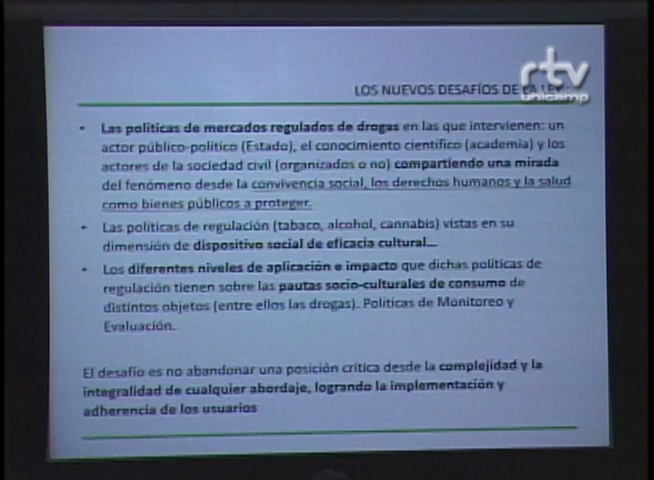 rtv
unicamp
LOS NUEVOS DESAFÍOS DE LA LEY
• Las políticas de mercados regulados de drogas en las que intervienen: un
actor público-político (Estado), el conocimiento científico (academia) y los
actores de la sociedad civil (organizados o no) compartiendo una mirada
del fenómeno desde la convivencia social, los derechos humanos y la salud
como bienes públicos a proteger.
• Las políticas de regulación (tabaco, alcohol, cannabis) vistas en su
dimensión de dispositivo social de eficacia cultural...
• Los diferentes niveles de aplicación e impacto que dichas políticas de
regulación tienen sobre las pautas socio-culturales de consumo de
distintos objetos (entre ellos las drogas). Políticas de Monitoreo y
Evaluación.
El desafío es no abandonar una posición crítica desde la complejidad y la
integralidad de cualquier abordaje, logrando la implementación y
adherencia de los usuarios